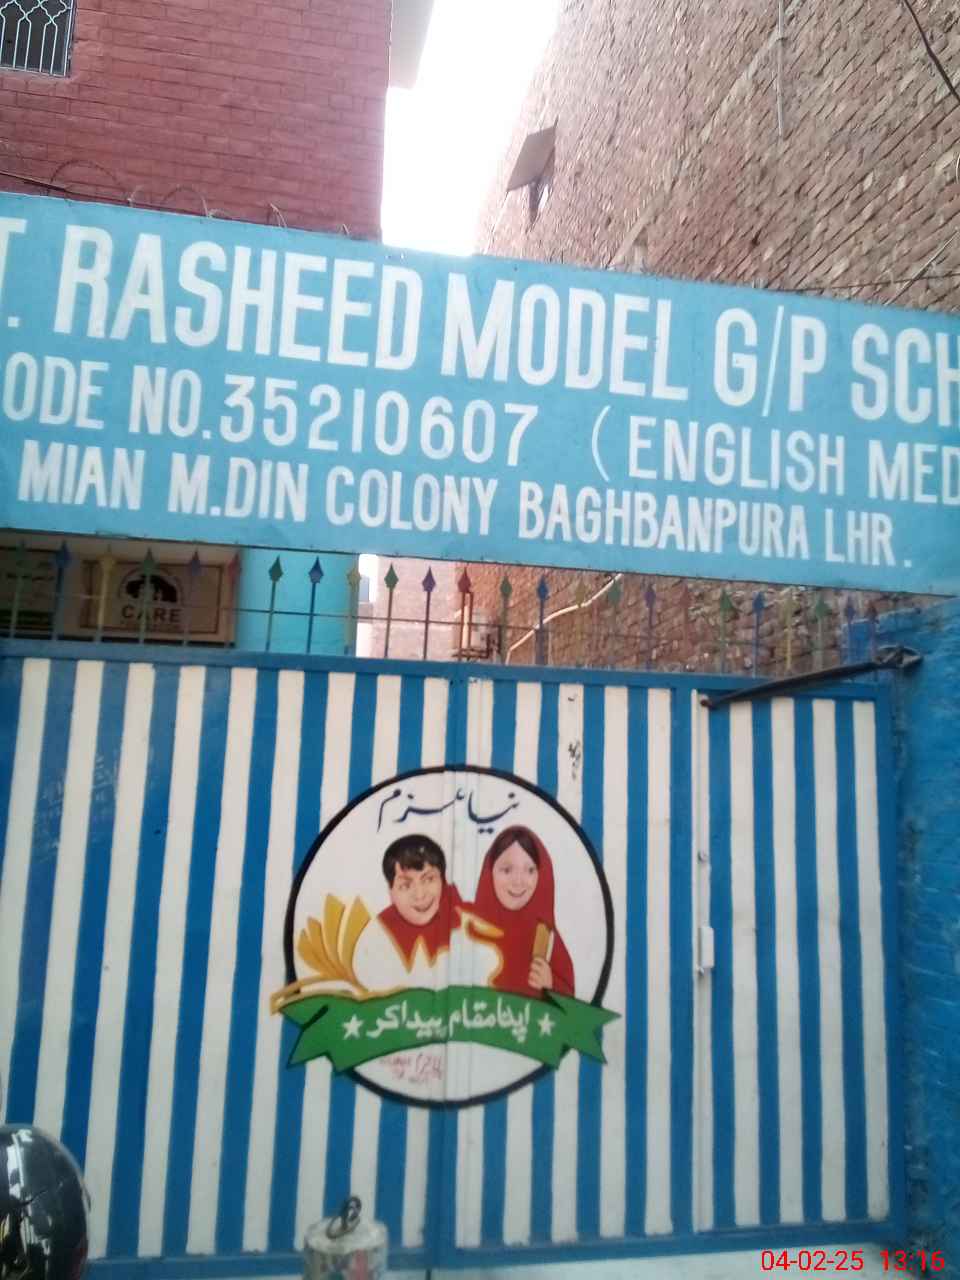 T. RASHEED MODEL G/P SCH
CODE NO.35210607 (ENGLISH MED
MIAN M.DIN COLONY BAGHBANPURA LHR.
CARE
نیا عزم
اپنا مقام پیدا کر
04-02-25 13:16